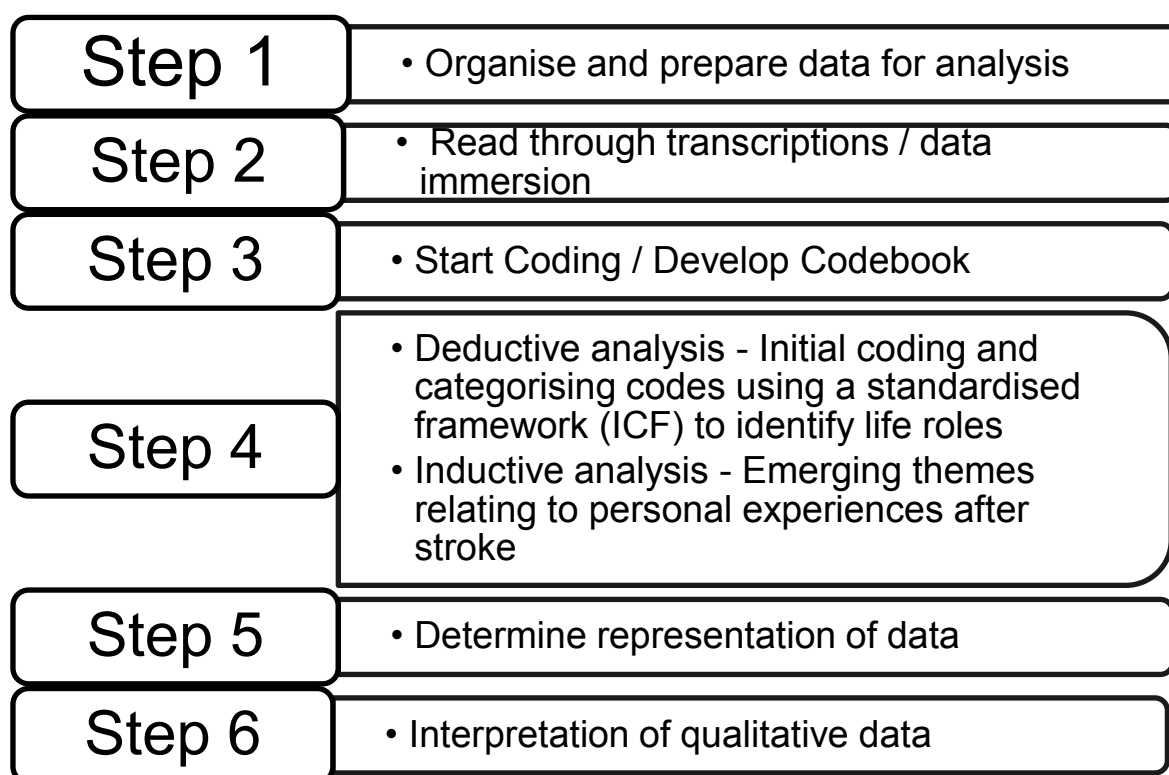 Step 1
• Organise and prepare data for analysis
Step 2
• Read through transcriptions / data
immersion
Step 3
• Start Coding / Develop Codebook
Step 4
• Deductive analysis - Initial coding and
categorising codes using a standardised
framework (ICF) to identify life roles
• Inductive analysis - Emerging themes
relating to personal experiences after
stroke
Step 5
• Determine representation of data
Step 6
• Interpretation of qualitative data